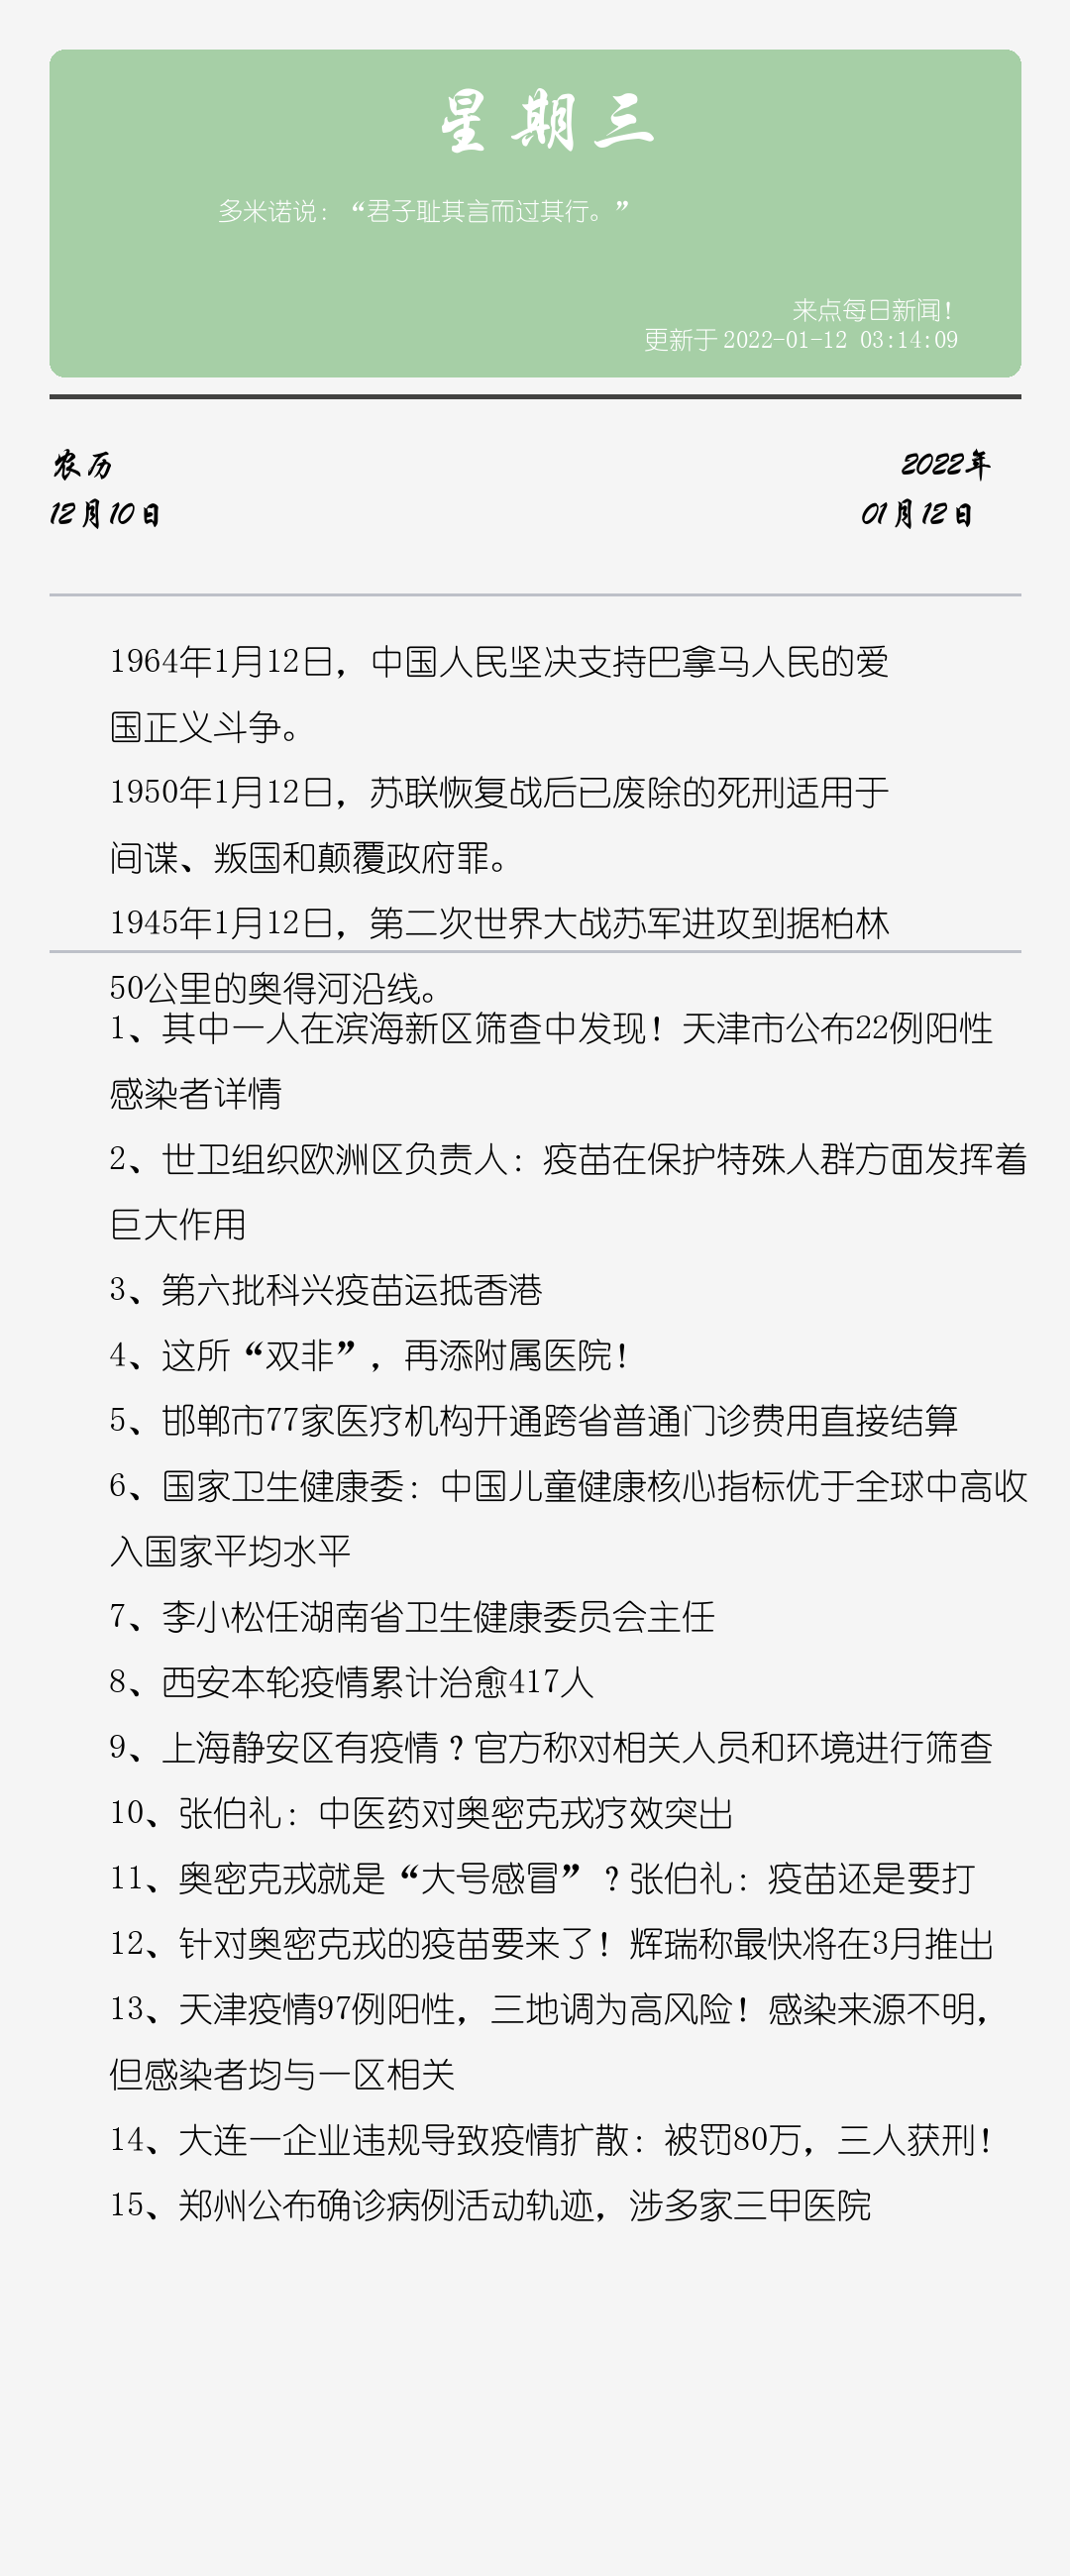 星期三
多米诺说：“君子耻其言而过其行。”
来点每日新闻！
更新于2022-01-12 03:14:09
农历
2022年
12月10日
01月12日
1964年1月12日，中国人民坚决支持巴拿马人民的爱
国正义斗争。
1950年1月12日，苏联恢复战后已废除的死刑适用于
间谍、叛国和颠覆政府罪。
1945年1月12日，第二次世界大战苏军进攻到据柏林
50公里的奥得河沿线。
1、其中一人在滨海新区筛查中发现！天津市公布22例阳性
感染者详情
2、世卫组织欧洲区负责人：疫苗在保护特殊人群方面发挥着
巨大作用
3、第六批科兴疫苗运抵香港
4、这所“双非”，再添附属医院！
5、邯郸市77家医疗机构开通跨省普通门诊费用直接结算
6、国家卫生健康委：中国儿童健康核心指标优于全球中高收
入国家平均水平
7、李小松任湖南省卫生健康委员会主任
8、西安本轮疫情累计治愈417人
9、上海静安区有疫情？官方称对相关人员和环境进行筛查
10、张伯礼：中医药对奥密克戎疗效突出
11、奥密克戎就是“大号感冒”？张伯礼：疫苗还是要打
12、针对奥密克戎的疫苗要来了！辉瑞称最快将在3月推出
13、天津疫情97例阳性，三地调为高风险！感染来源不明，
但感染者均与一区相关
14、大连一企业违规导致疫情扩散：被罚80万，三人获刑！
15、郑州公布确诊病例活动轨迹，涉多家三甲医院